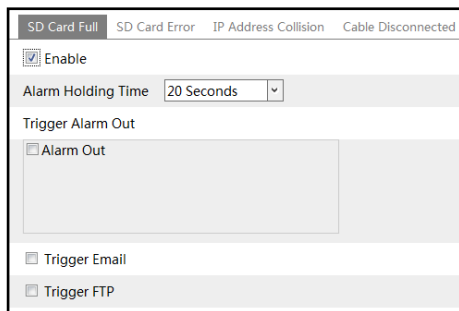 SD Card Full SD Card Error IP Address Collision Cable Disconnected
Enable
Alarm Holding Time 20 Seconds
Trigger Alarm Out
Alarm Out
Trigger Email
Trigger FTP